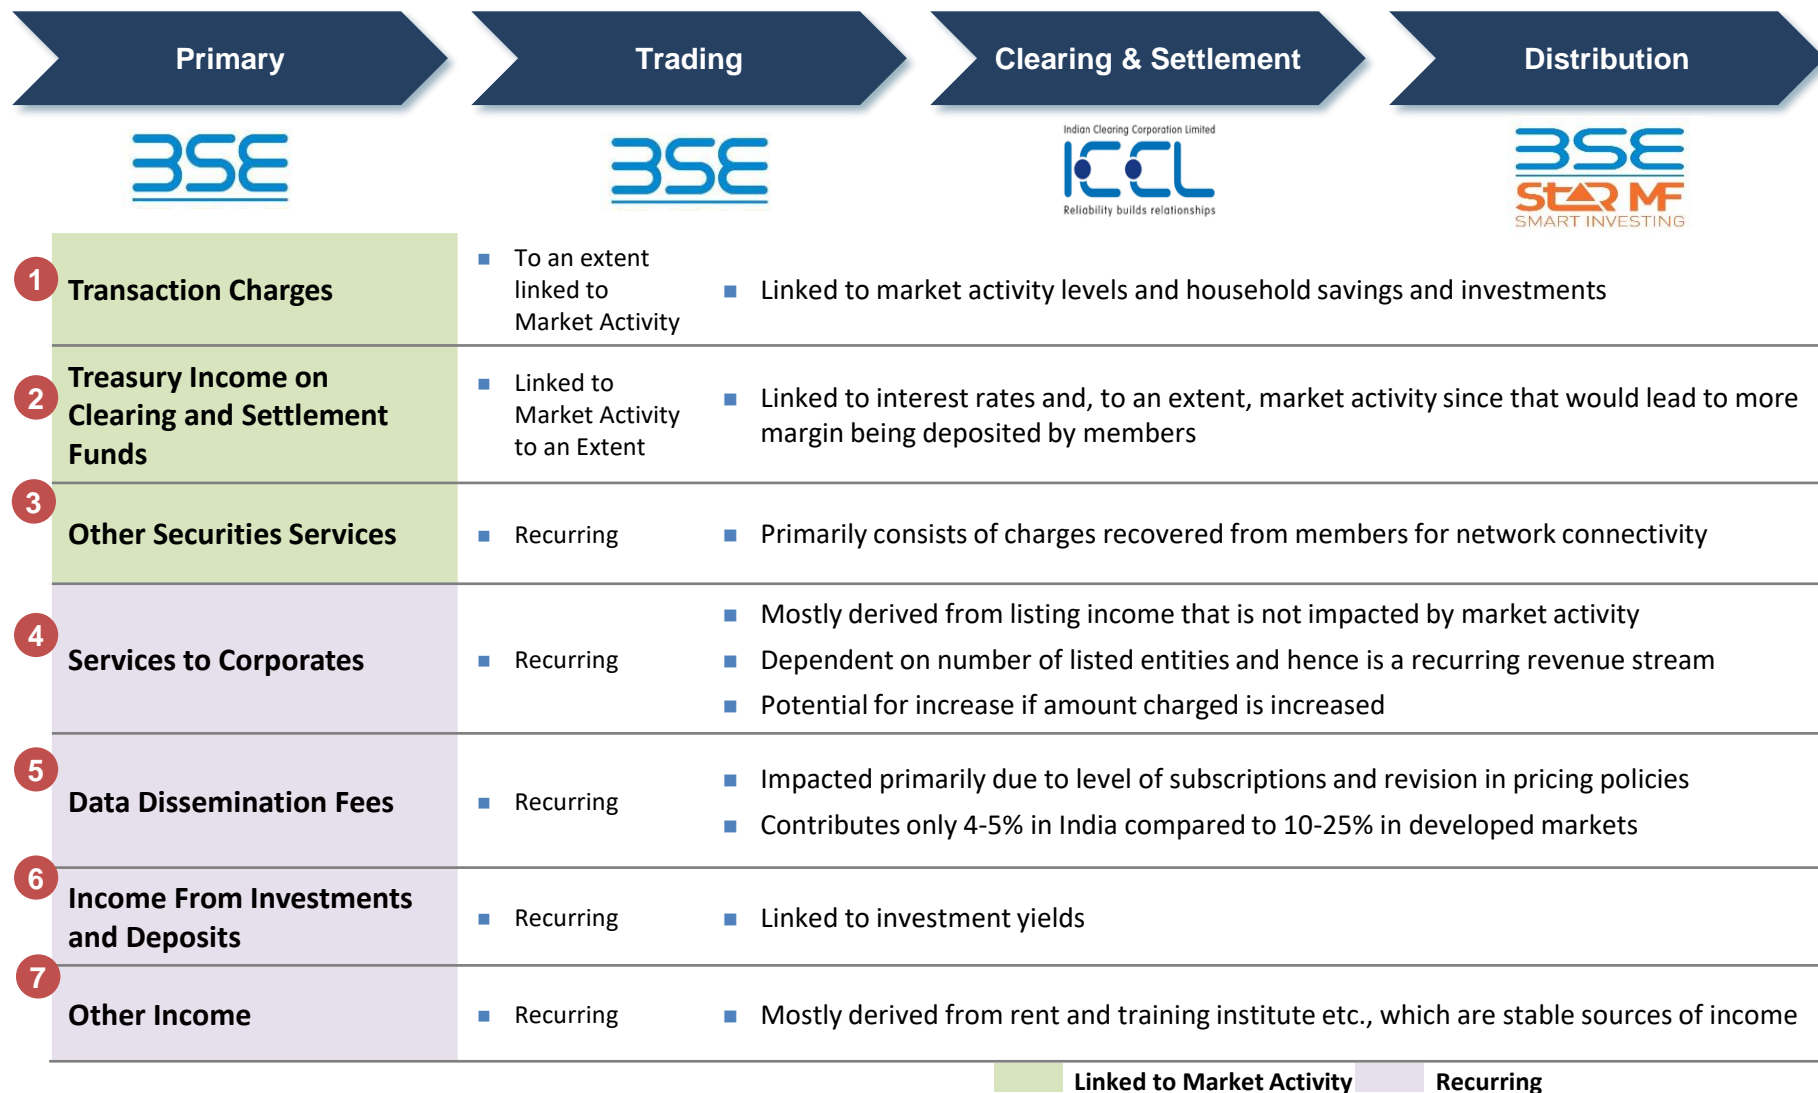 Primary
Trading
Clearing & Settlement
Distribution
BSE
BSE
Indian Clearing Corporation Limited
ICCL
Reliability builds relationships
BSE
StAR MF
SMART INVESTING
1
Transaction Charges
To an extent
linked to
Market Activity
Linked to market activity levels and household savings and investments
2
Treasury Income on
Clearing and Settlement
Funds
Linked to
Market Activity
to an Extent
Linked to interest rates and, to an extent, market activity since that would lead to more
margin being deposited by members
3
Other Securities Services
Recurring
Primarily consists of charges recovered from members for network connectivity
4
Services to Corporates
Recurring
Mostly derived from listing income that is not impacted by market activity
Dependent on number of listed entities and hence is a recurring revenue stream
Potential for increase if amount charged is increased
5
Data Dissemination Fees
Recurring
Impacted primarily due to level of subscriptions and revision in pricing policies
Contributes only 4-5% in India compared to 10-25% in developed markets
6
Income From Investments
and Deposits
Recurring
Linked to investment yields
7
Other Income
Recurring
Mostly derived from rent and training institute etc., which are stable sources of income
Linked to Market Activity
Recurring